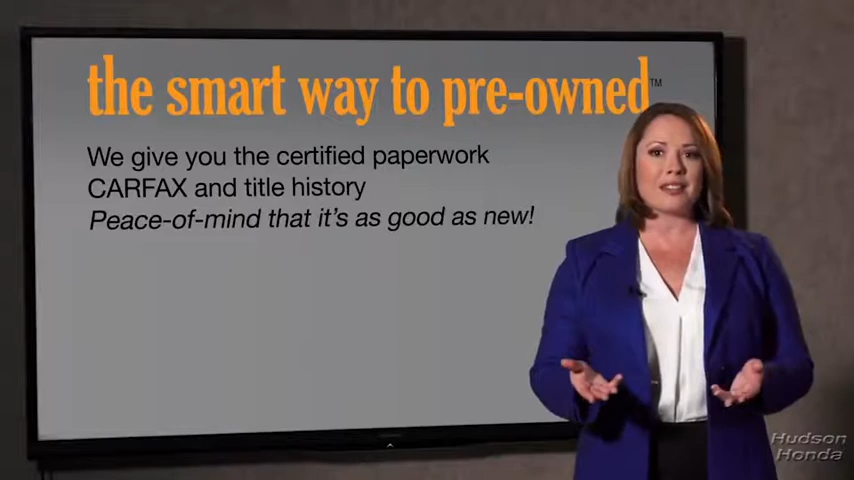 the smart way to pre-owned™
We give you the certified paperwork
CARFAX and title history
Peace-of-mind that it's as good as new!
Hudson
Honda